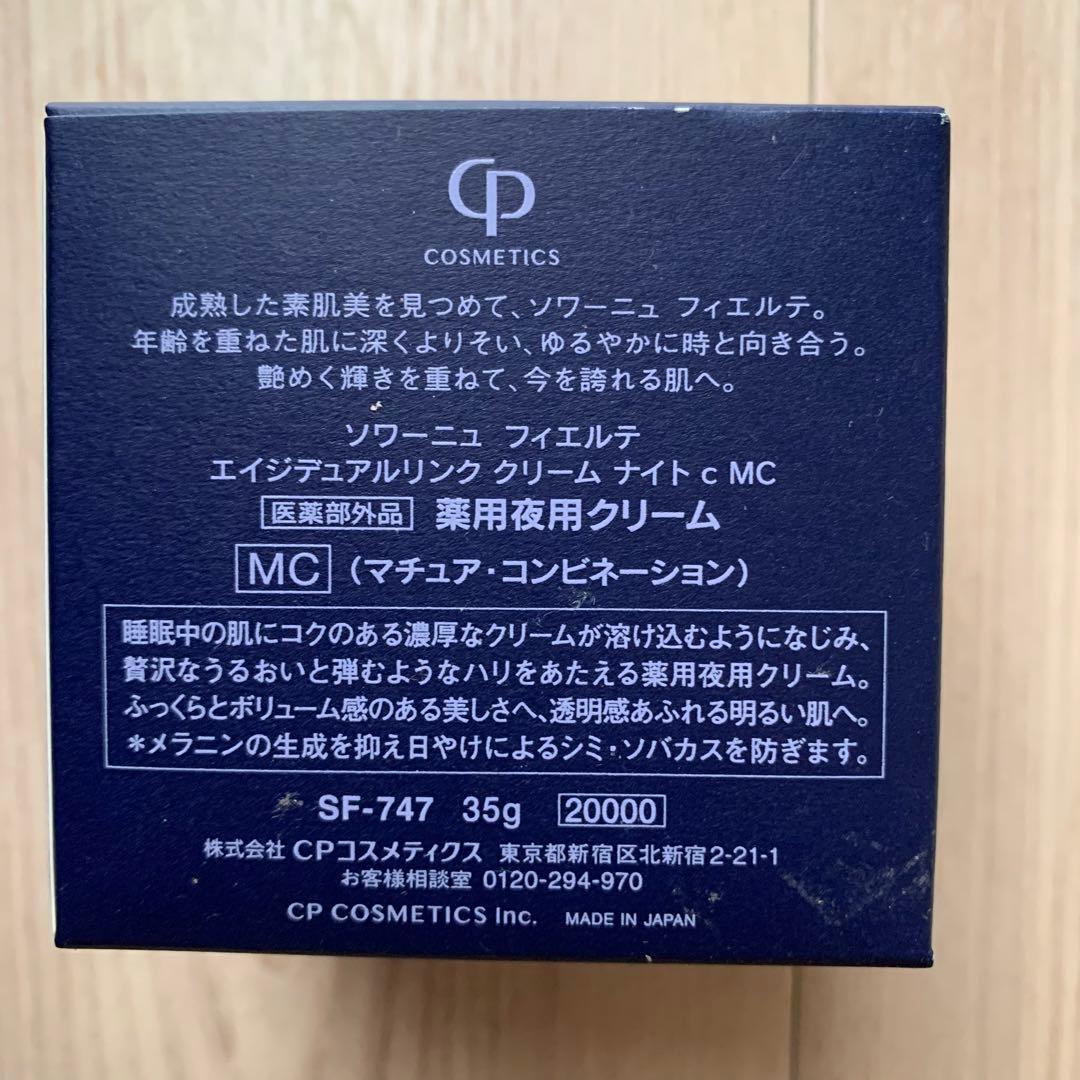 CP
COSMETICS
成熟した素肌美を見つめて、ソワーニュ フィエルテ。
年齢を重ねた肌に深くよりそい、ゆるやかに時と向き合う。
艶めく輝きを重ねて、今を誇れる肌へ。
ソワーニュ フィエルテ
エイジデュアルリンク クリーム ナイト c MC
医薬部外品 薬用夜用クリーム
MC (マチュア・コンビネーション)
睡眠中の肌にコクのある濃厚なクリームが溶け込むようになじみ、
贅沢なうるおいと弾むようなハリをあたえる薬用夜用クリーム。
ふっくらとボリューム感のある美しさへ、透明感あふれる明るい肌へ。
*メラニンの生成を抑え日やけによるシミ・ソバカスを防ぎます。
SF-747 35g 20000
株式会社 CPコスメティクス 東京都新宿区北新宿2-21-1
お客様相談室 0120-294-970
CP COSMETICS Inc. MADE IN JAPAN